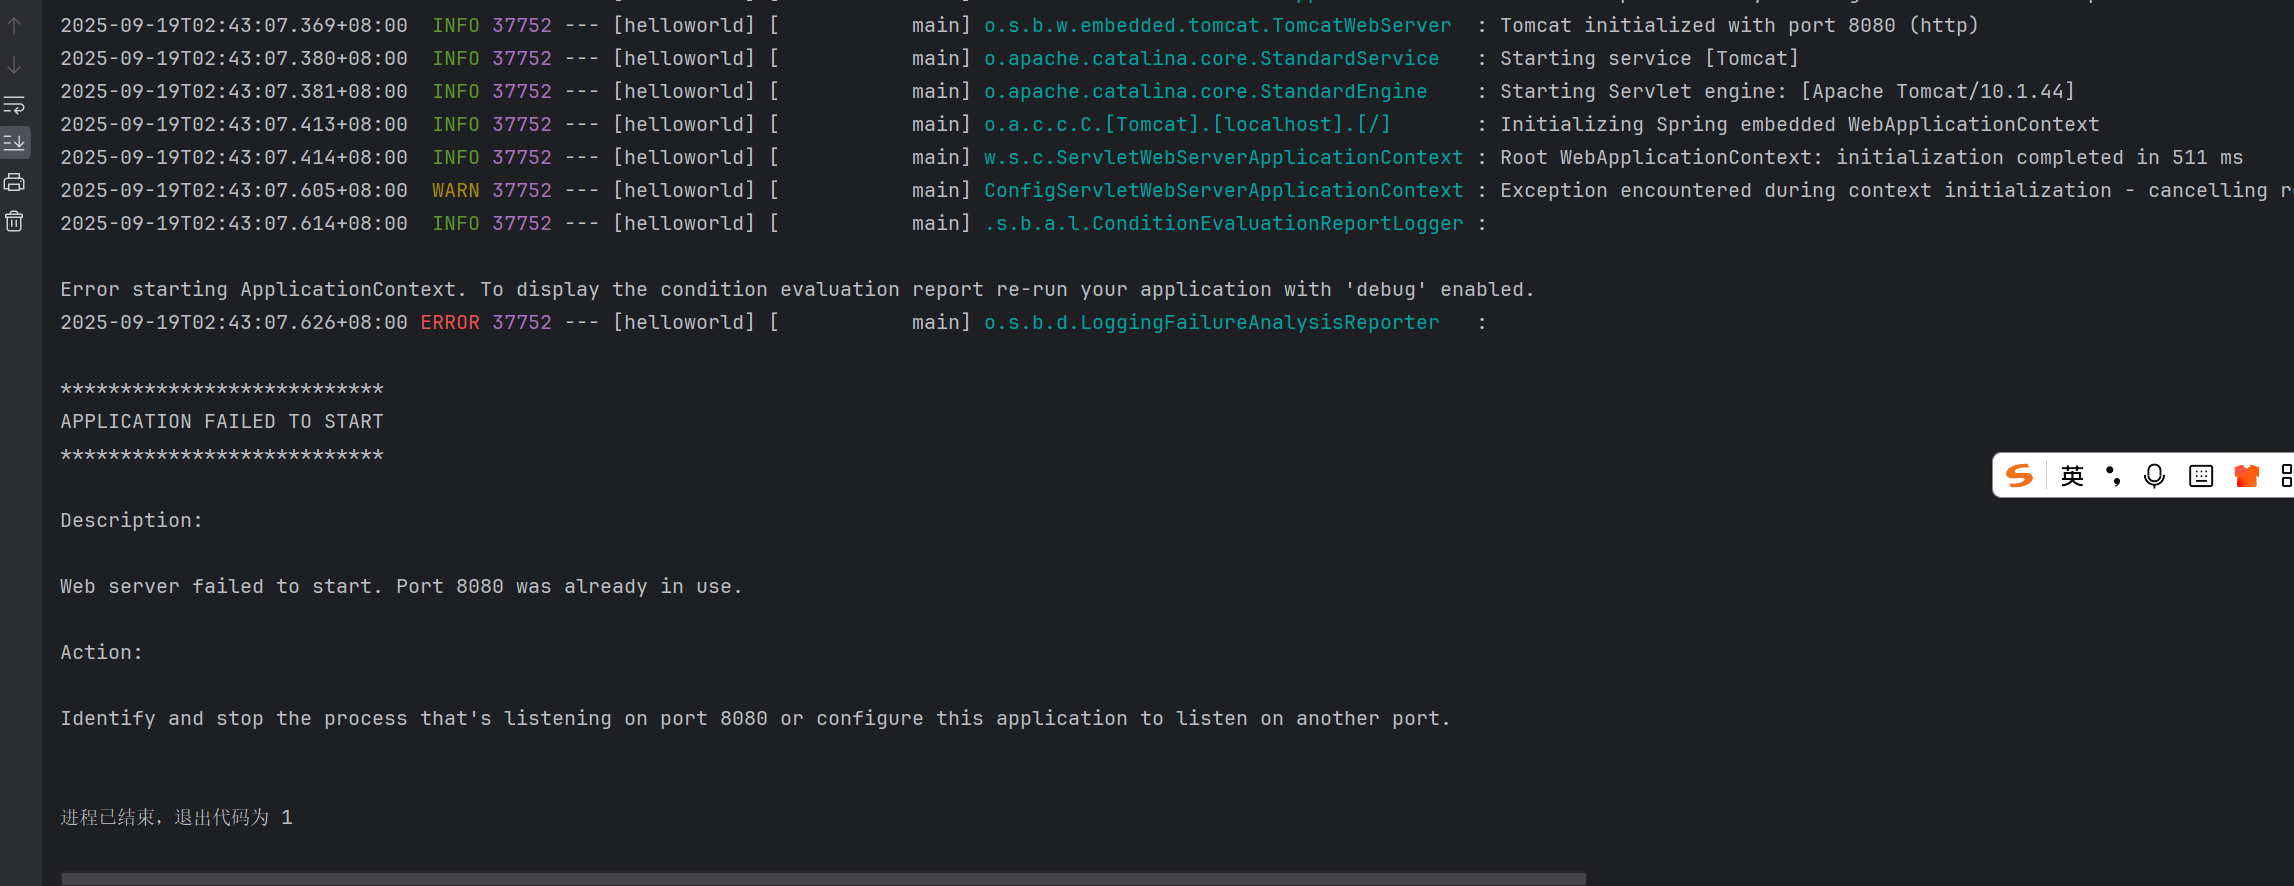 2025-09-19T02:43:07.369+08:00  INFO 37752 --- [helloworld] [           main] o.s.b.w.embedded.tomcat.TomcatWebServer  : Tomcat initialized with port 8080 (http)
2025-09-19T02:43:07.380+08:00  INFO 37752 --- [helloworld] [           main] o.apache.catalina.core.StandardService   : Starting service [Tomcat]
2025-09-19T02:43:07.381+08:00  INFO 37752 --- [helloworld] [           main] o.apache.catalina.core.StandardEngine    : Starting Servlet engine: [Apache Tomcat/10.1.44]
2025-09-19T02:43:07.413+08:00  INFO 37752 --- [helloworld] [           main] o.a.c.c.C.[Tomcat].[localhost].[/]       : Initializing Spring embedded WebApplicationContext
2025-09-19T02:43:07.414+08:00  INFO 37752 --- [helloworld] [           main] w.s.c.ServletWebServerApplicationContext : Root WebApplicationContext: initialization completed in 511 ms
2025-09-19T02:43:07.605+08:00  WARN 37752 --- [helloworld] [           main] ConfigServletWebServerApplicationContext : Exception encountered during context initialization - cancelling
2025-09-19T02:43:07.614+08:00  INFO 37752 --- [helloworld] [           main] .s.b.a.l.ConditionEvaluationReportLogger :
Error starting ApplicationContext. To display the condition evaluation report re-run your application with 'debug' enabled.
2025-09-19T02:43:07.626+08:00 ERROR 37752 --- [helloworld] [           main] o.s.b.d.LoggingFailureAnalysisReporter   :
***************************
APPLICATION FAILED TO START
***************************
Description:
Web server failed to start. Port 8080 was already in use.
Action:
Identify and stop the process that's listening on port 8080 or configure this application to listen on another port.
进程已结束，退出代码为 1
英